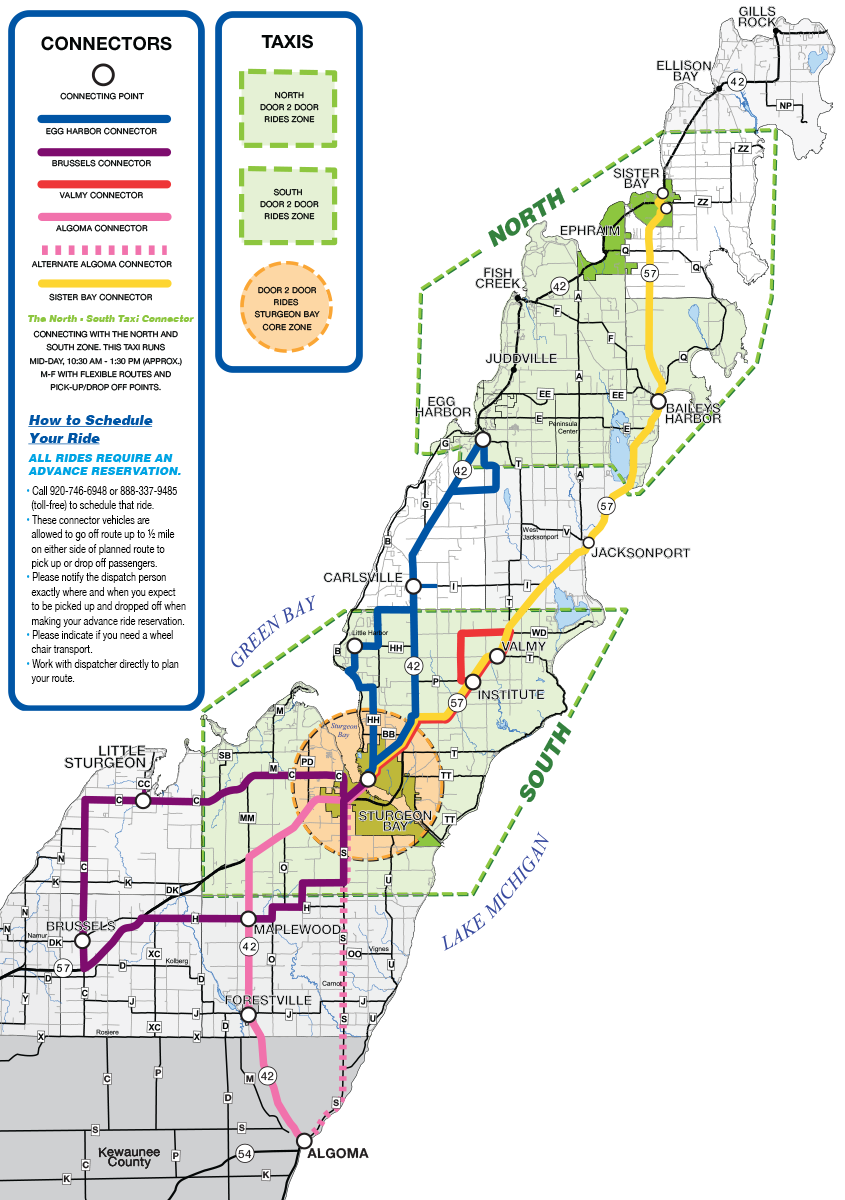 CONNECTORS
CONNECTING POINT
EGG HARBOR CONNECTOR
BRUSSELS CONNECTOR
VALMY CONNECTOR
ALGOMA CONNECTOR
ALTERNATE ALGOMA CONNECTOR
SISTER BAY CONNECTOR
The North - South Taxi Connector
CONNECTING WITH THE NORTH AND
SOUTH ZONE. THIS TAXI RUNS
MID-DAY, 10:30 AM - 1:30 PM (APPROX.)
M-F WITH FLEXIBLE ROUTES AND
PICK-UP/DROP OFF POINTS.
How to Schedule
Your Ride
ALL RIDES REQUIRE AN
ADVANCE RESERVATION.
• Call 920-746-6948 or 888-337-9485
(toll-free) to schedule that ride.
• These connector vehicles are
allowed to go off route up to ½ mile
on either side of planned route to
pick up or drop off passengers.
• Please notify the dispatch person
exactly where and when you expect
to be picked up and dropped off when
making your advance ride reservation.
• Please indicate if you need a wheel
chair transport.
• Work with dispatcher directly to plan
your route.
TAXIS
NORTH
DOOR 2 DOOR
RIDES ZONE
SOUTH
DOOR 2 DOOR
RIDES ZONE
DOOR 2 DOOR
RIDES
STURGEON BAY
CORE ZONE
GILLS
ROCK
ELLISON
BAY
42
NP
ZZ
SISTER
BAY
ZZ
NORTH
EPHRAIM
Q
Q
57
FISH
CREEK
42
A
F
F
JUDDVILLE
Q
A
EE
EE
EGG
HARBOR
BAILEYS
HARBOR
E
Peninsula
Center
E
G
42
T
A
G
57
West
Jacksonport
V
B
JACKSONPORT
CARLSVILLE
I
I
T
GREEN BAY
Little Harbor
WD
HH
B
VALMY
T
42
P
INSTITUTE
57
M
HH
Sturgeon
Bay
BB
SOUTH
LITTLE
STURGEON
SB
T
PD
M
C
C
TT
CC
C
C
MM
STURGEON
BAY
TT
LAKE MICHIGAN
N
S
C
O
K
K
DK
U
N
H
H
BRUSSELS
MAPLEWOOD
N
Namur
DK
S
42
57
XC
Kolberg
D
O
OO
Vignes
U
D
D
Carnot
C
Y
FORESTVILLE
J
J
J
XC
D
S
U
X
Rosiere
X
42
C
P
M
D
S
S
S
Kewaunee
County
C
P
54
K
K
ALGOMA